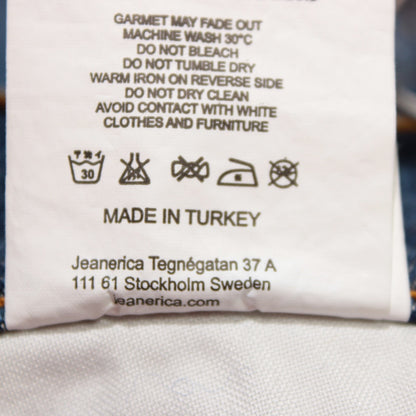 GARMET MAY FADE OUT
MACHINE WASH 30°C
DO NOT BLEACH
DO NOT TUMBLE DRY
WARM IRON ON REVERSE SIDE
DO NOT DRY CLEAN
AVOID CONTACT WITH WHITE
CLOTHES AND FURNITURE
30
MADE IN TURKEY
Jeanerica Tegnégatan 37 A
111 61 Stockholm Sweden
jeanerica.com